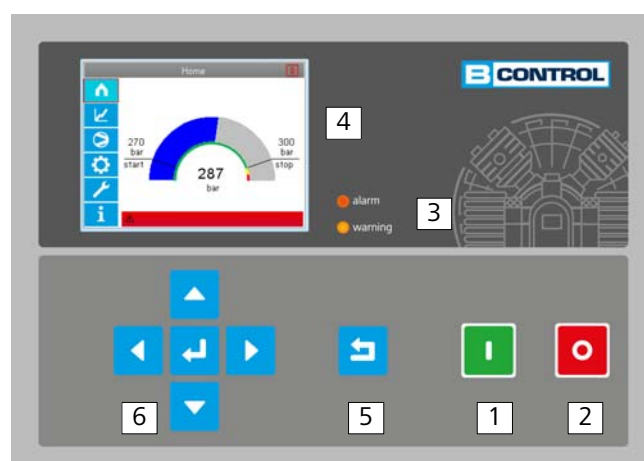 Home
B CONTROL
4
270
bar
start
300
bar
stop
287
bar
alarm
3
warning
i
6
5
1
2